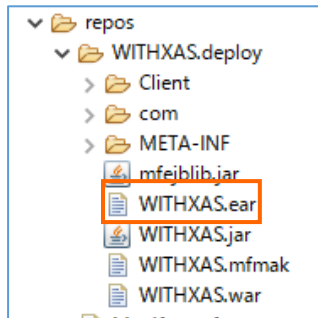 repos
WITHXAS.deploy
Client
com
META-INF
mfejblib.jar
WITHXAS.ear
WITHXAS.jar
WITHXAS.mfmak
WITHXAS.war